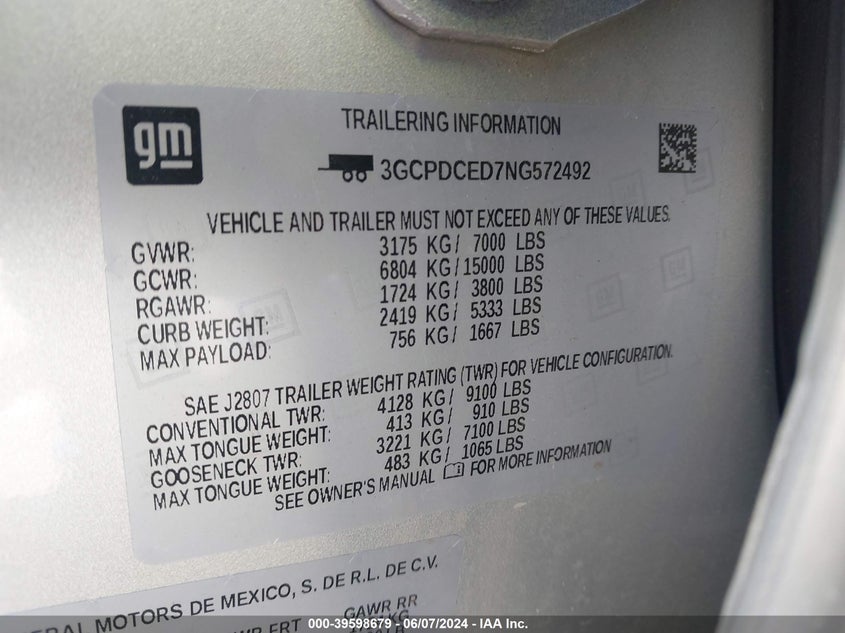 gm
TRAILERING INFORMATION
3GCPDCED7NG572492
VEHICLE AND TRAILER MUST NOT EXCEED ANY OF THESE VALUES.
GVWR: 3175 KG/ 7000 LBS
GCWR: 6804 KG/15000 LBS
RGAWR: 1724 KG/ 3800 LBS
CURB WEIGHT: 2419 KG/ 5333 LBS
MAX PAYLOAD: 756 KG/ 1667 LBS
SAE J2807 TRAILER WEIGHT RATING (TWR) FOR VEHICLE CONFIGURATION.
CONVENTIONAL TWR: 4128 KG/ 9100 LBS
MAX TONGUE WEIGHT: 413 KG/ 910 LBS
GOOSENECK TWR: 3221 KG/ 7100 LBS
MAX TONGUE WEIGHT: 483 KG/ 1065 LBS
SEE OWNER'S MANUAL FOR MORE INFORMATION
ERAL MOTORS DE MEXICO, S. DE R.L. DE C.V.
FRT GAWR RR
000-39598679 - 06/07/2024 - IAA Inc.